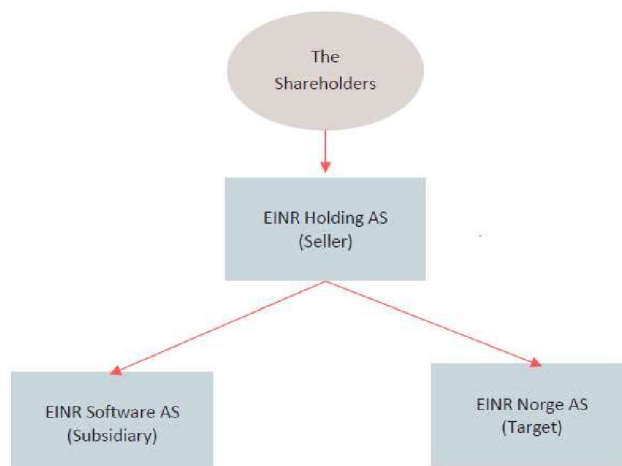 The
Shareholders
EINR Holding AS
(Seller)
EINR Software AS
(Subsidiary)
EINR Norge AS
(Target)